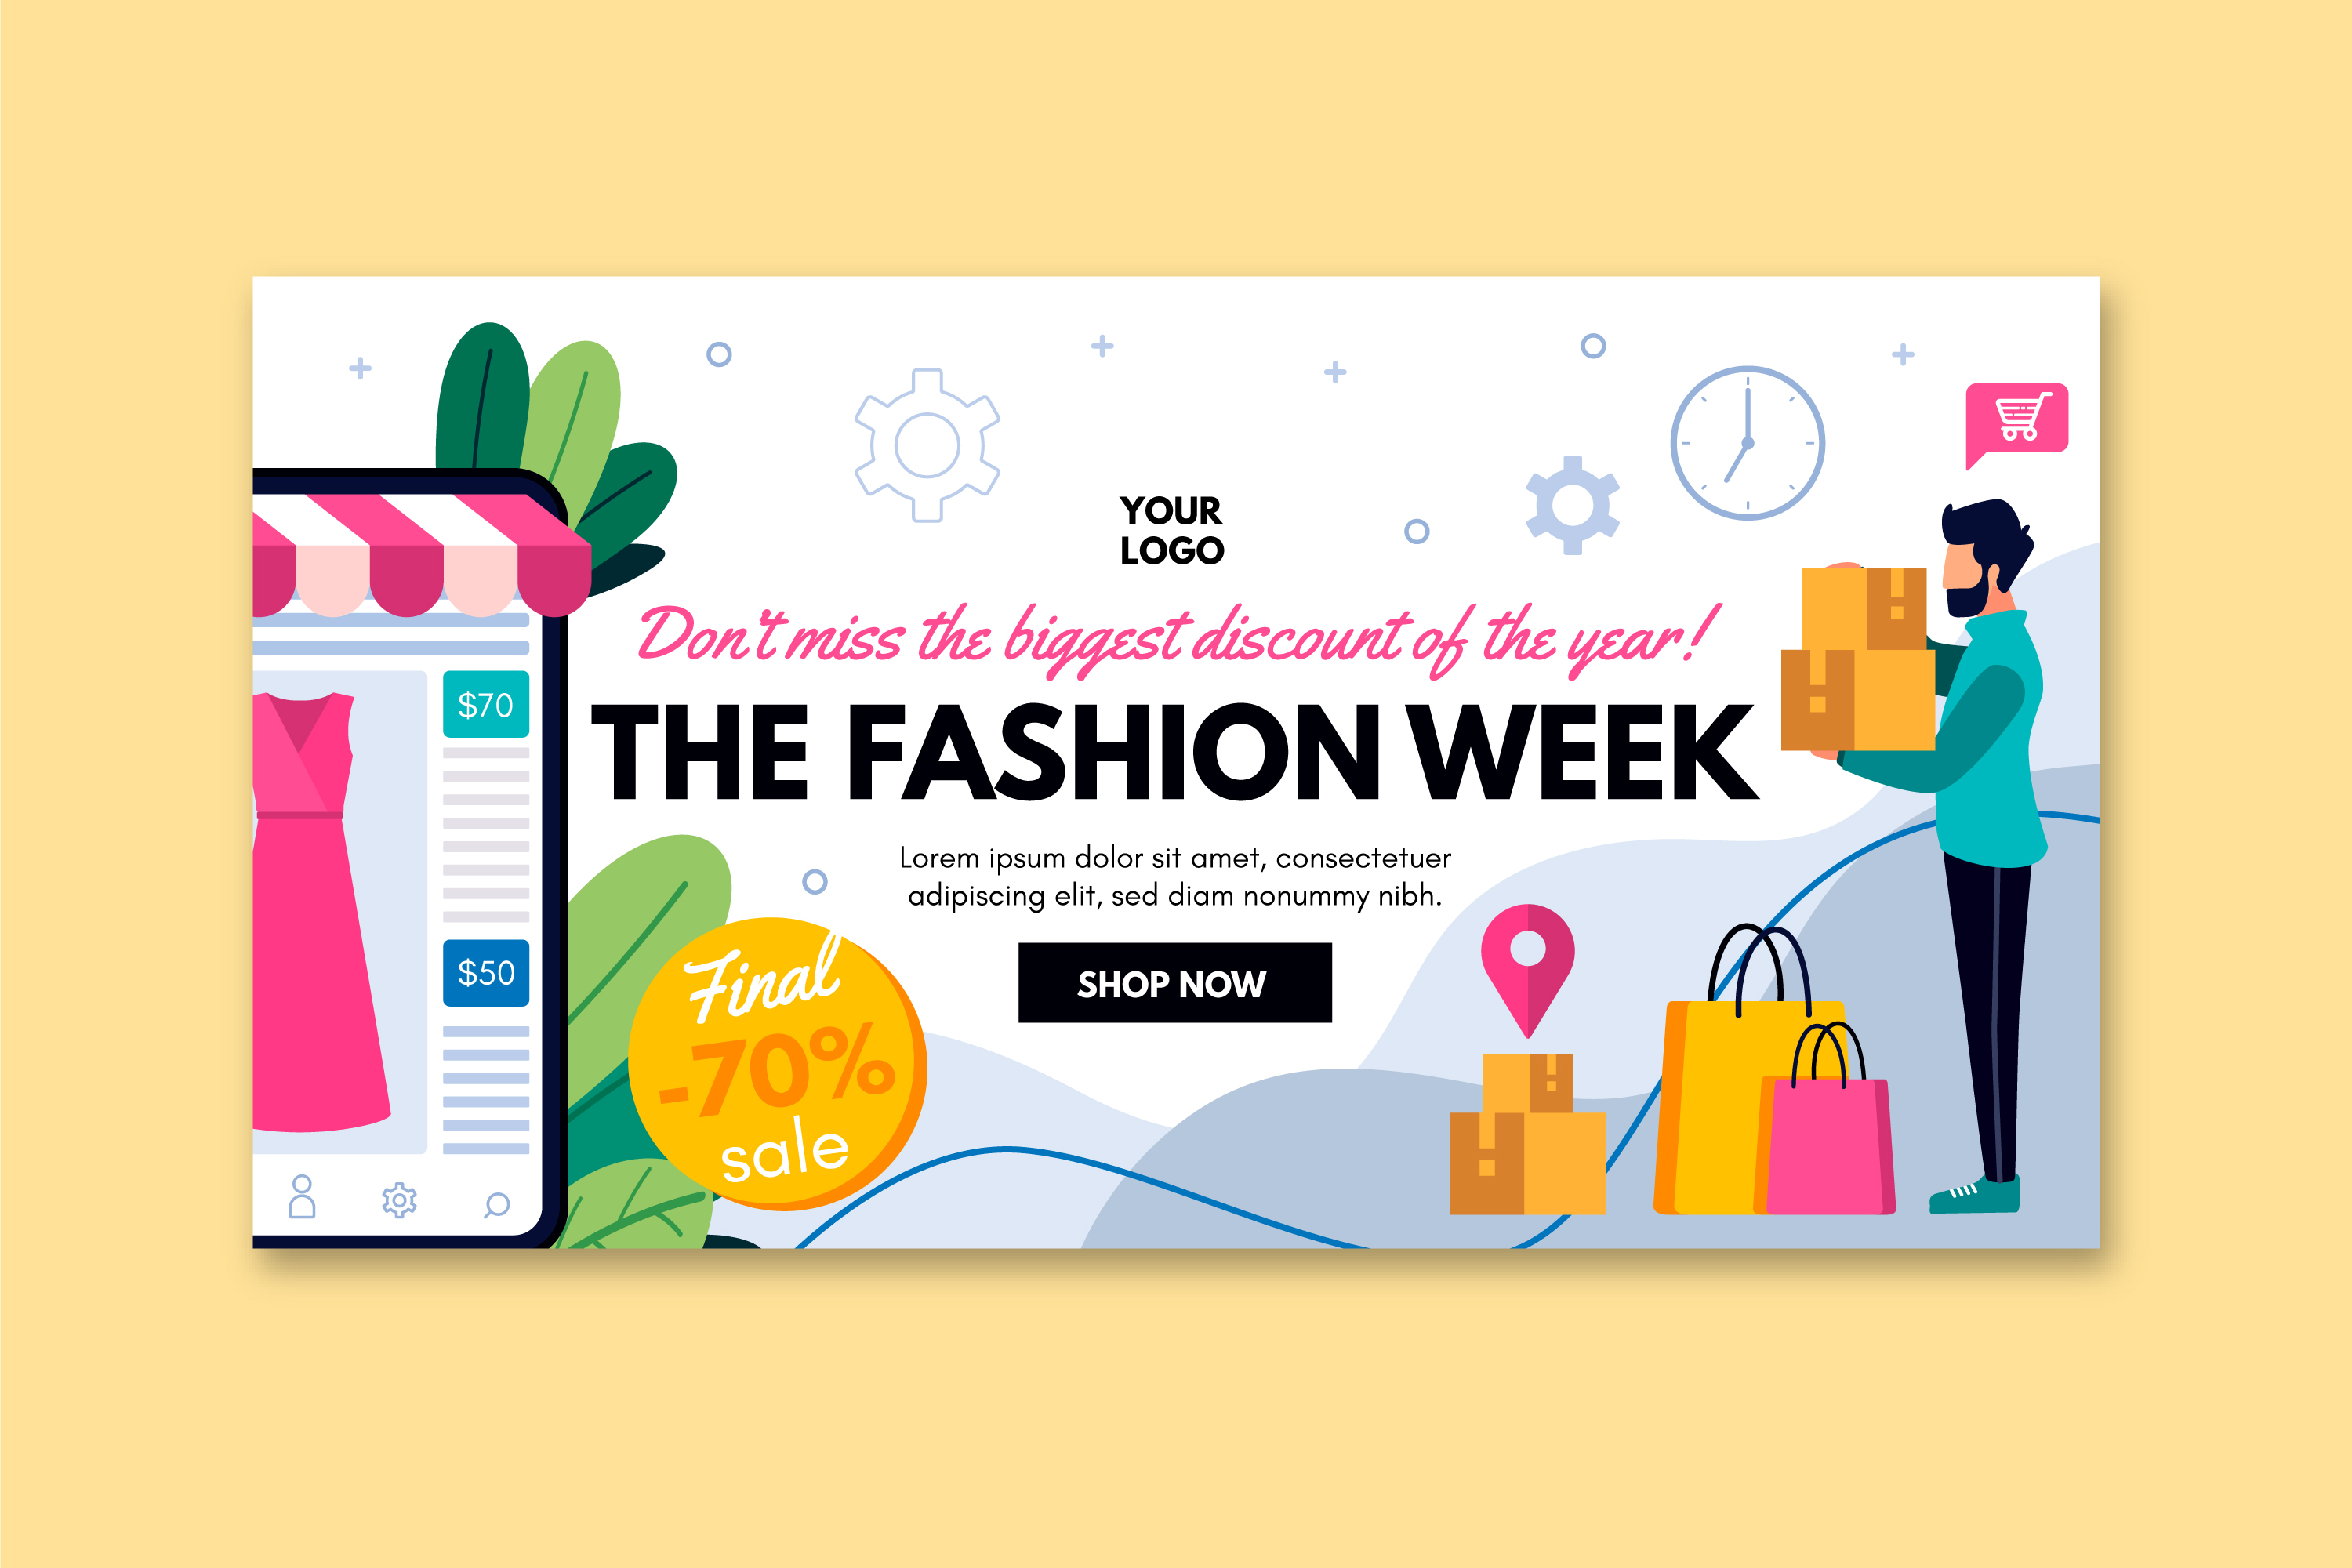 YOUR
LOGO
Don't miss the biggest discount of the year!
THE FASHION WEEK
Lorem ipsum dolor sit amet, consectetuer
adipiscing elit, sed diam nonummy nibh.
SHOP NOW
$70
$50
Final
-70%
sale